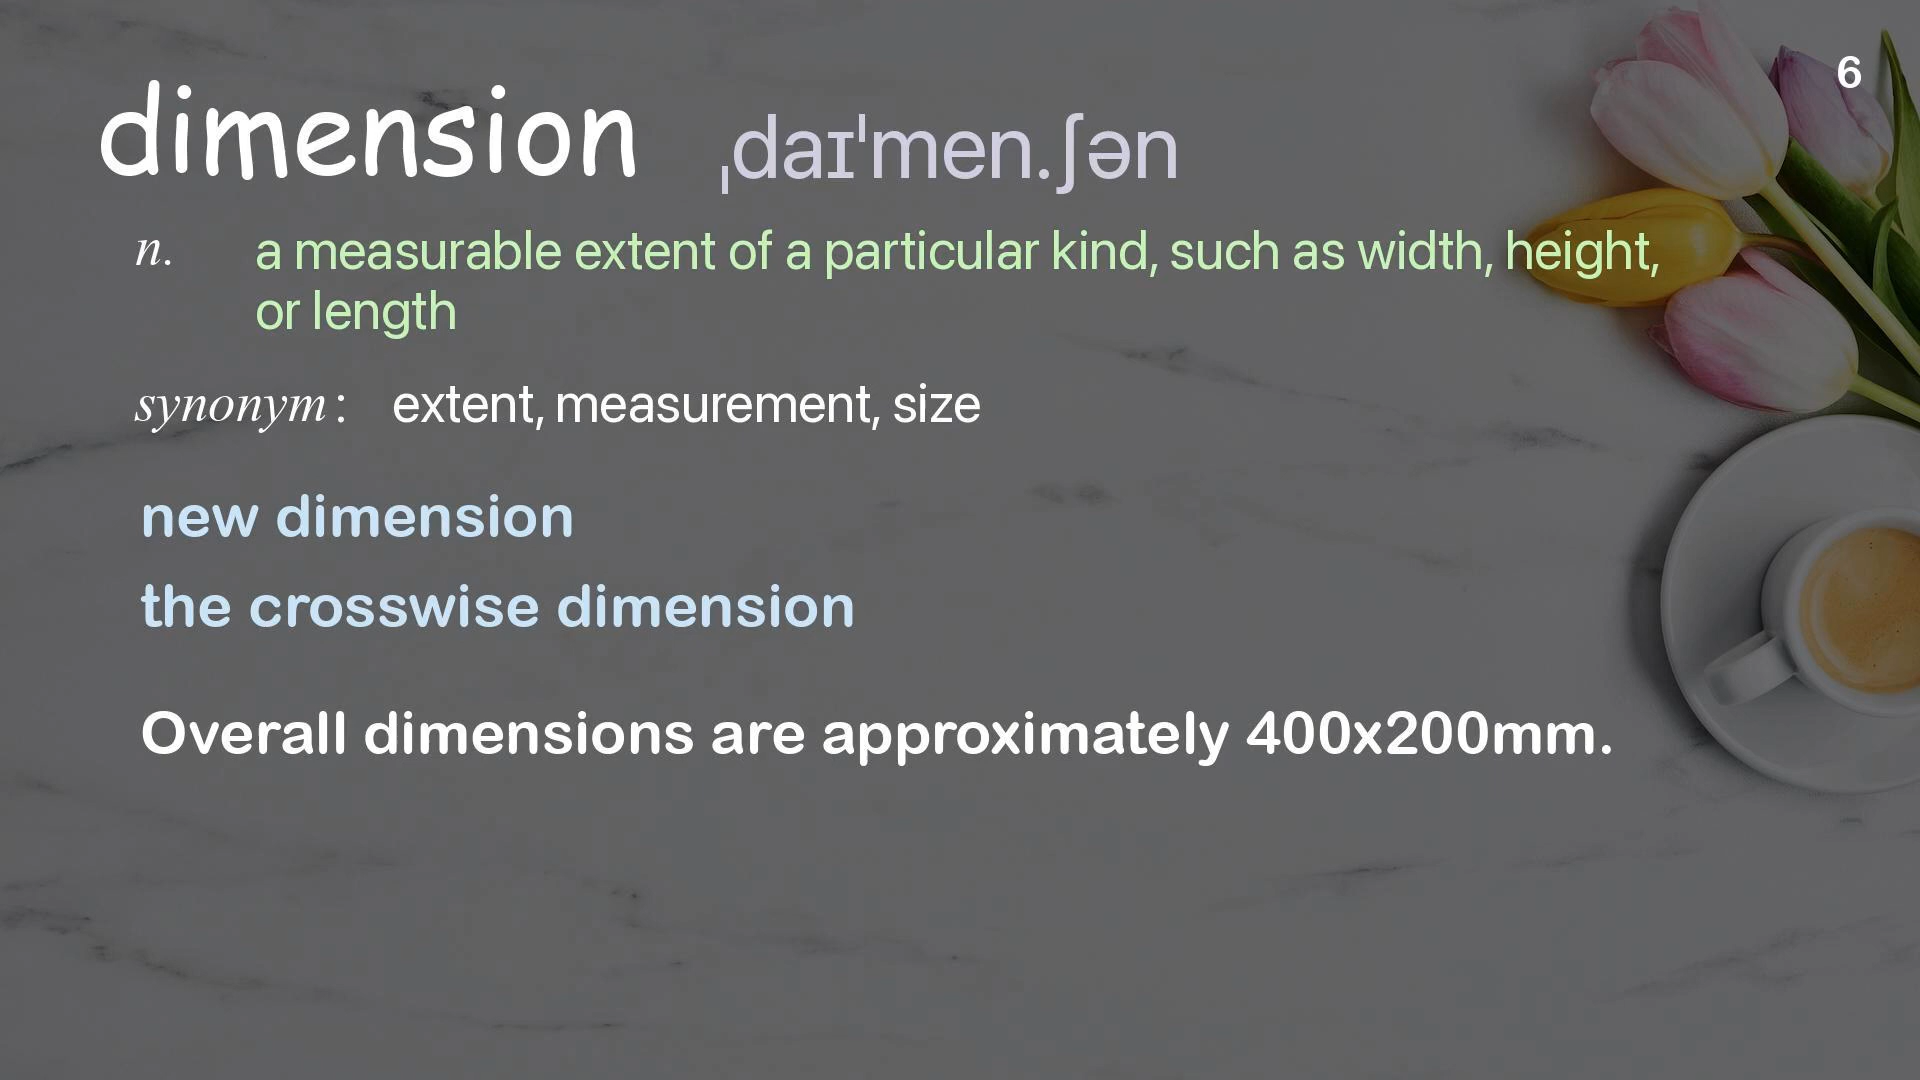 6
dimension ˌdaɪˈmen.ʃən
n. a measurable extent of a particular kind, such as width, height,
or length
synonym: extent, measurement, size
new dimension
the crosswise dimension
Overall dimensions are approximately 400x200mm.